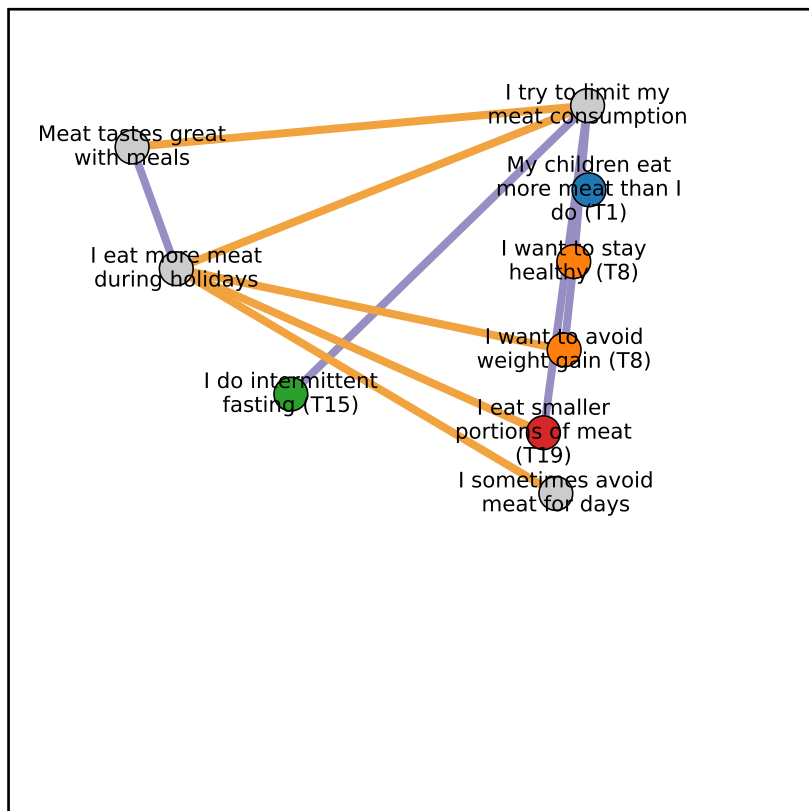 I try to limit my
meat consumption
Meat tastes great
with meals
My children eat
more meat than I
do (T1)
I want to stay
healthy (T8)
I eat more meat
during holidays
I want to avoid
weight gain (T8)
I do intermittent
fasting (T15)
I eat smaller
portions of meat
(T19)
I sometimes avoid
meat for days